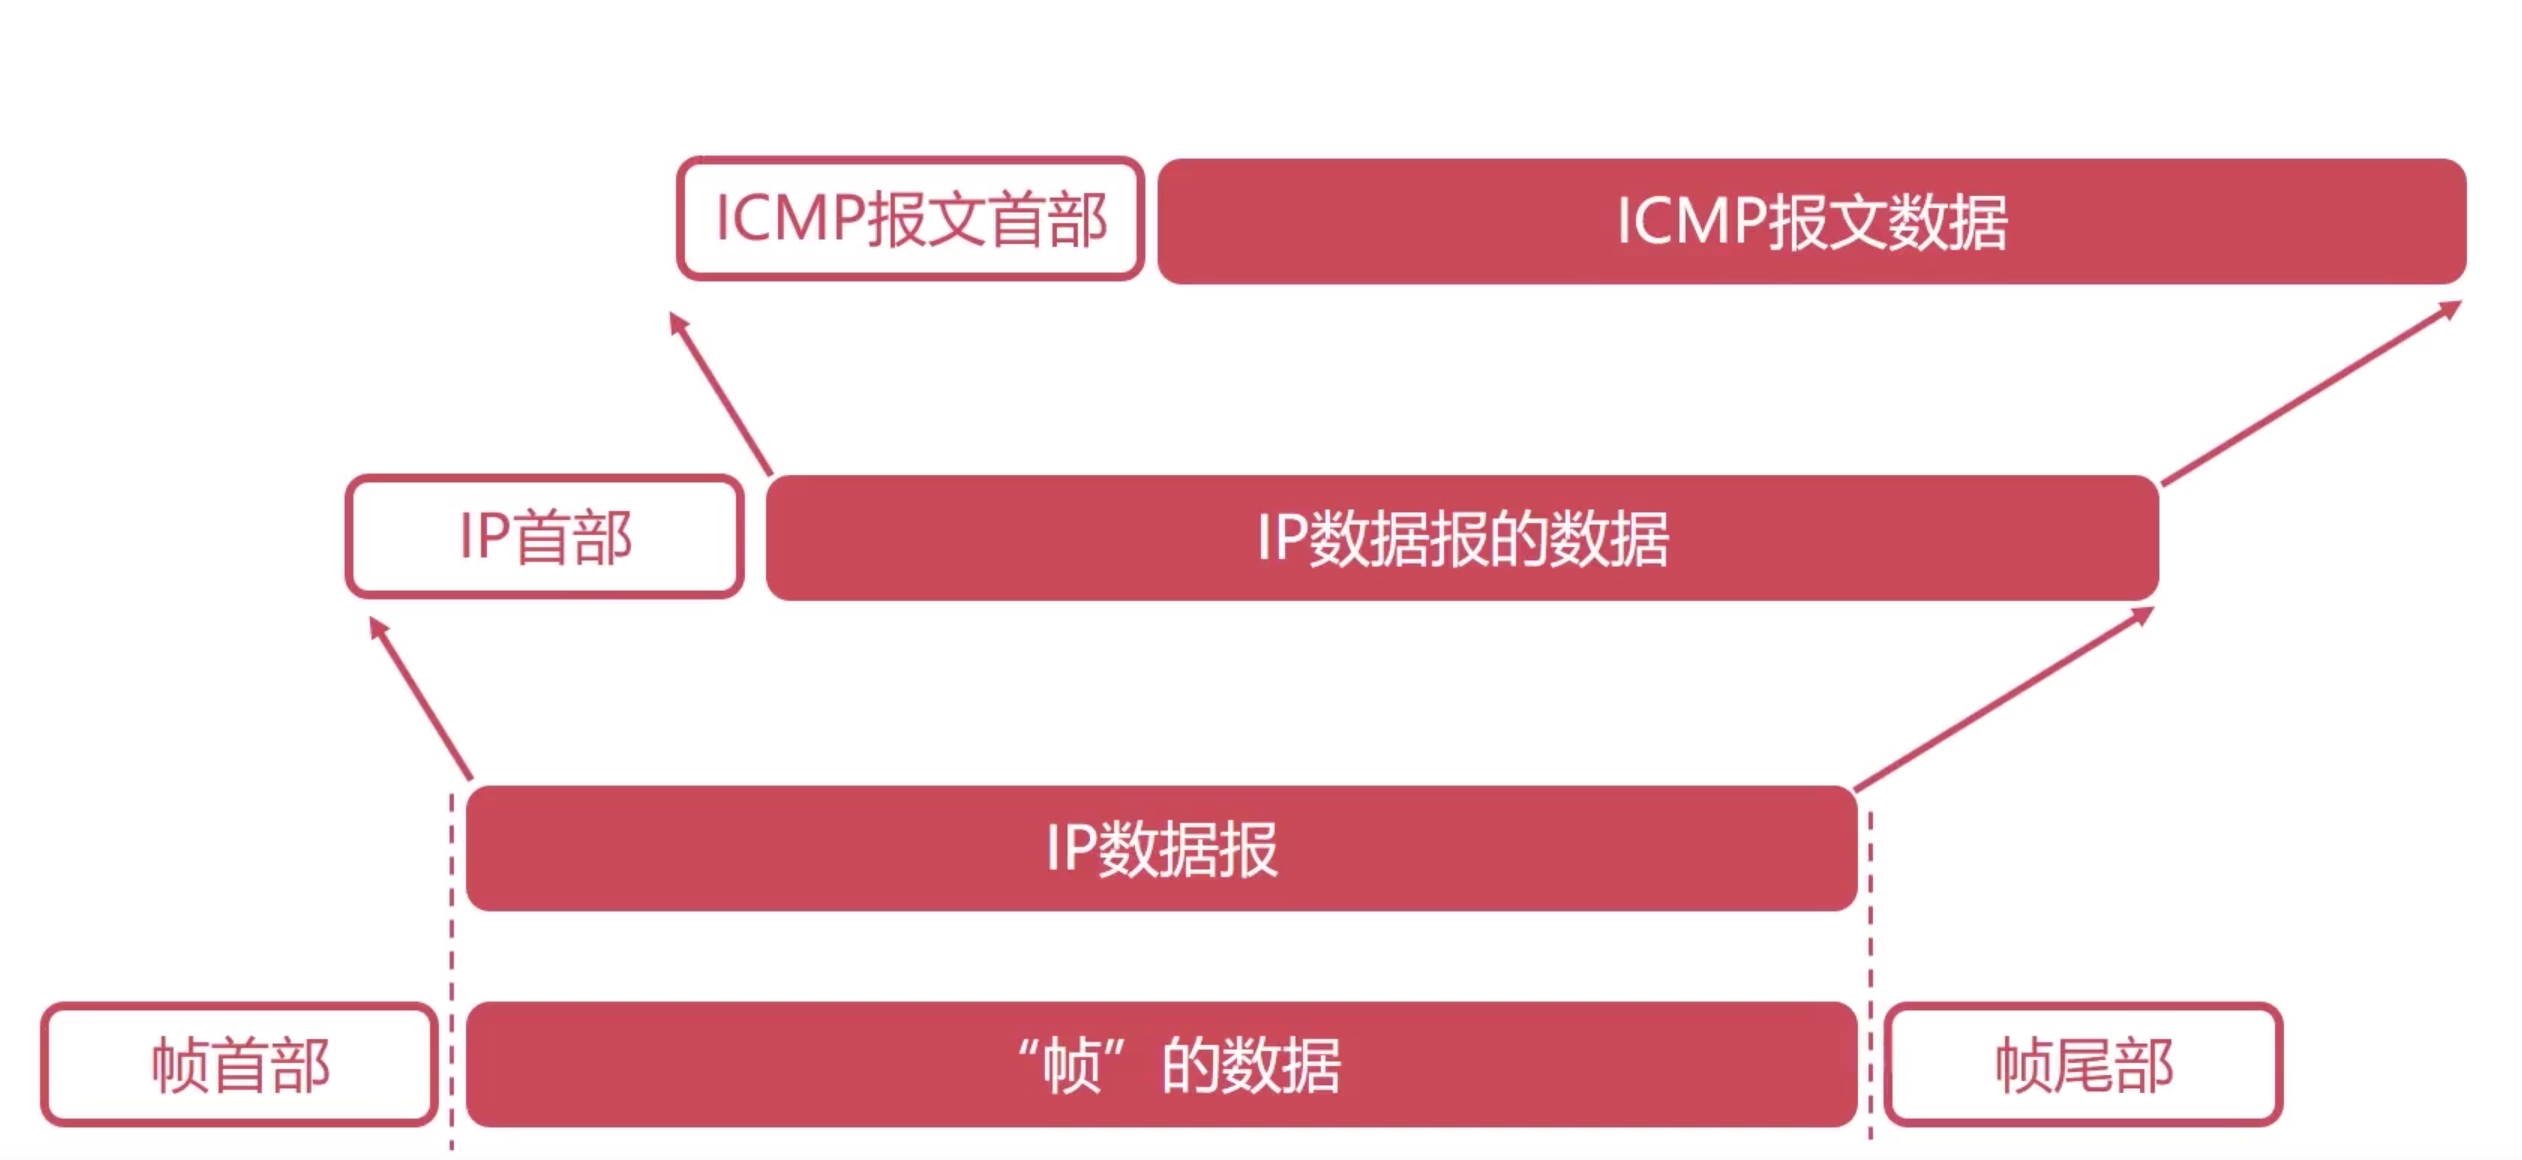 ICMP报文首部
ICMP报文数据
IP首部
IP数据报的数据
IP数据报
帧首部
“帧”的数据
帧尾部